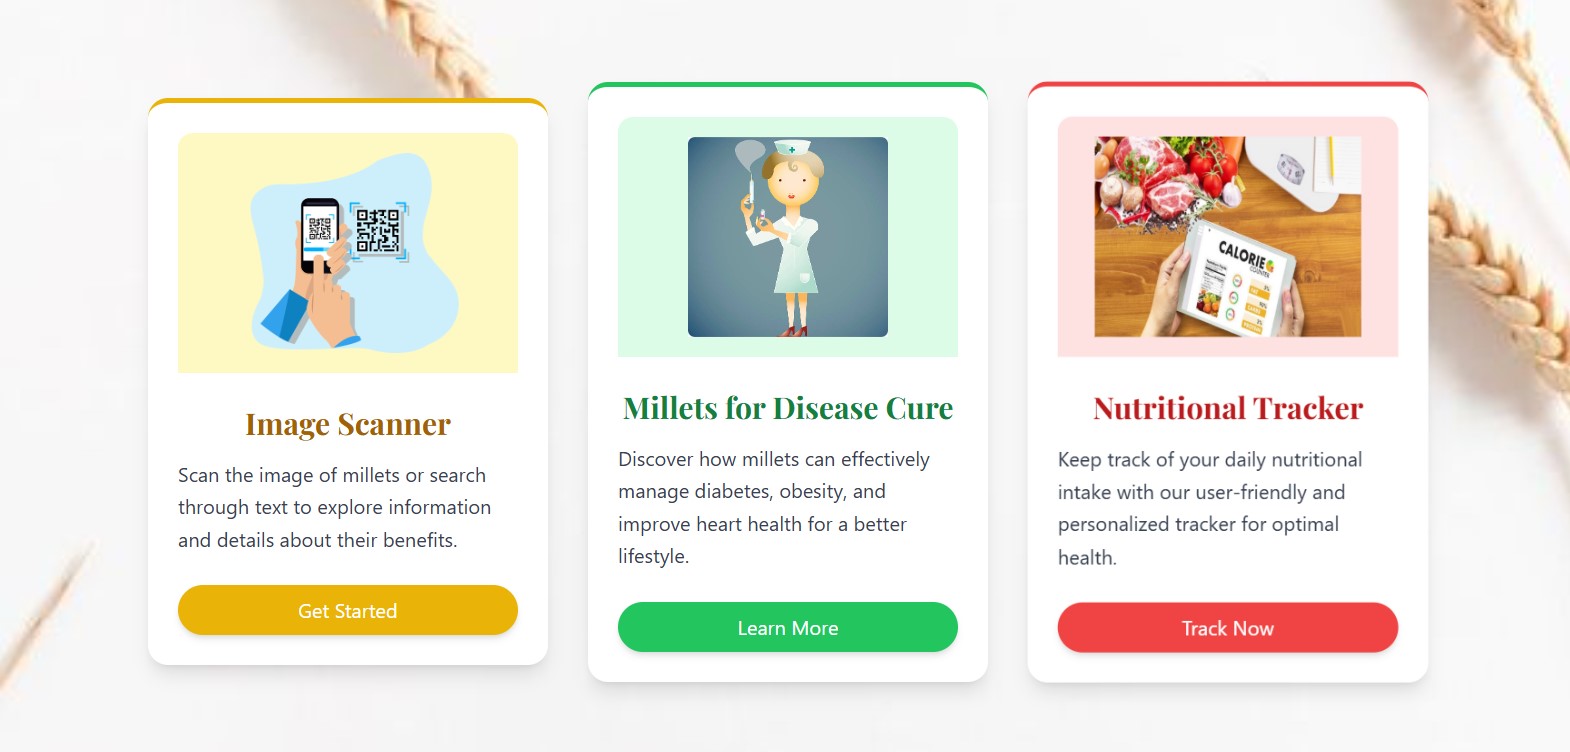 Image Scanner
Scan the image of millets or search
through text to explore information
and details about their benefits.
Get Started
Millets for Disease Cure
Discover how millets can effectively
manage diabetes, obesity, and
improve heart health for a better
lifestyle.
Learn More
CALORIE
COUNTER
Nutritional Tracker
Keep track of your daily nutritional
intake with our user-friendly and
personalized tracker for optimal
health.
Track Now